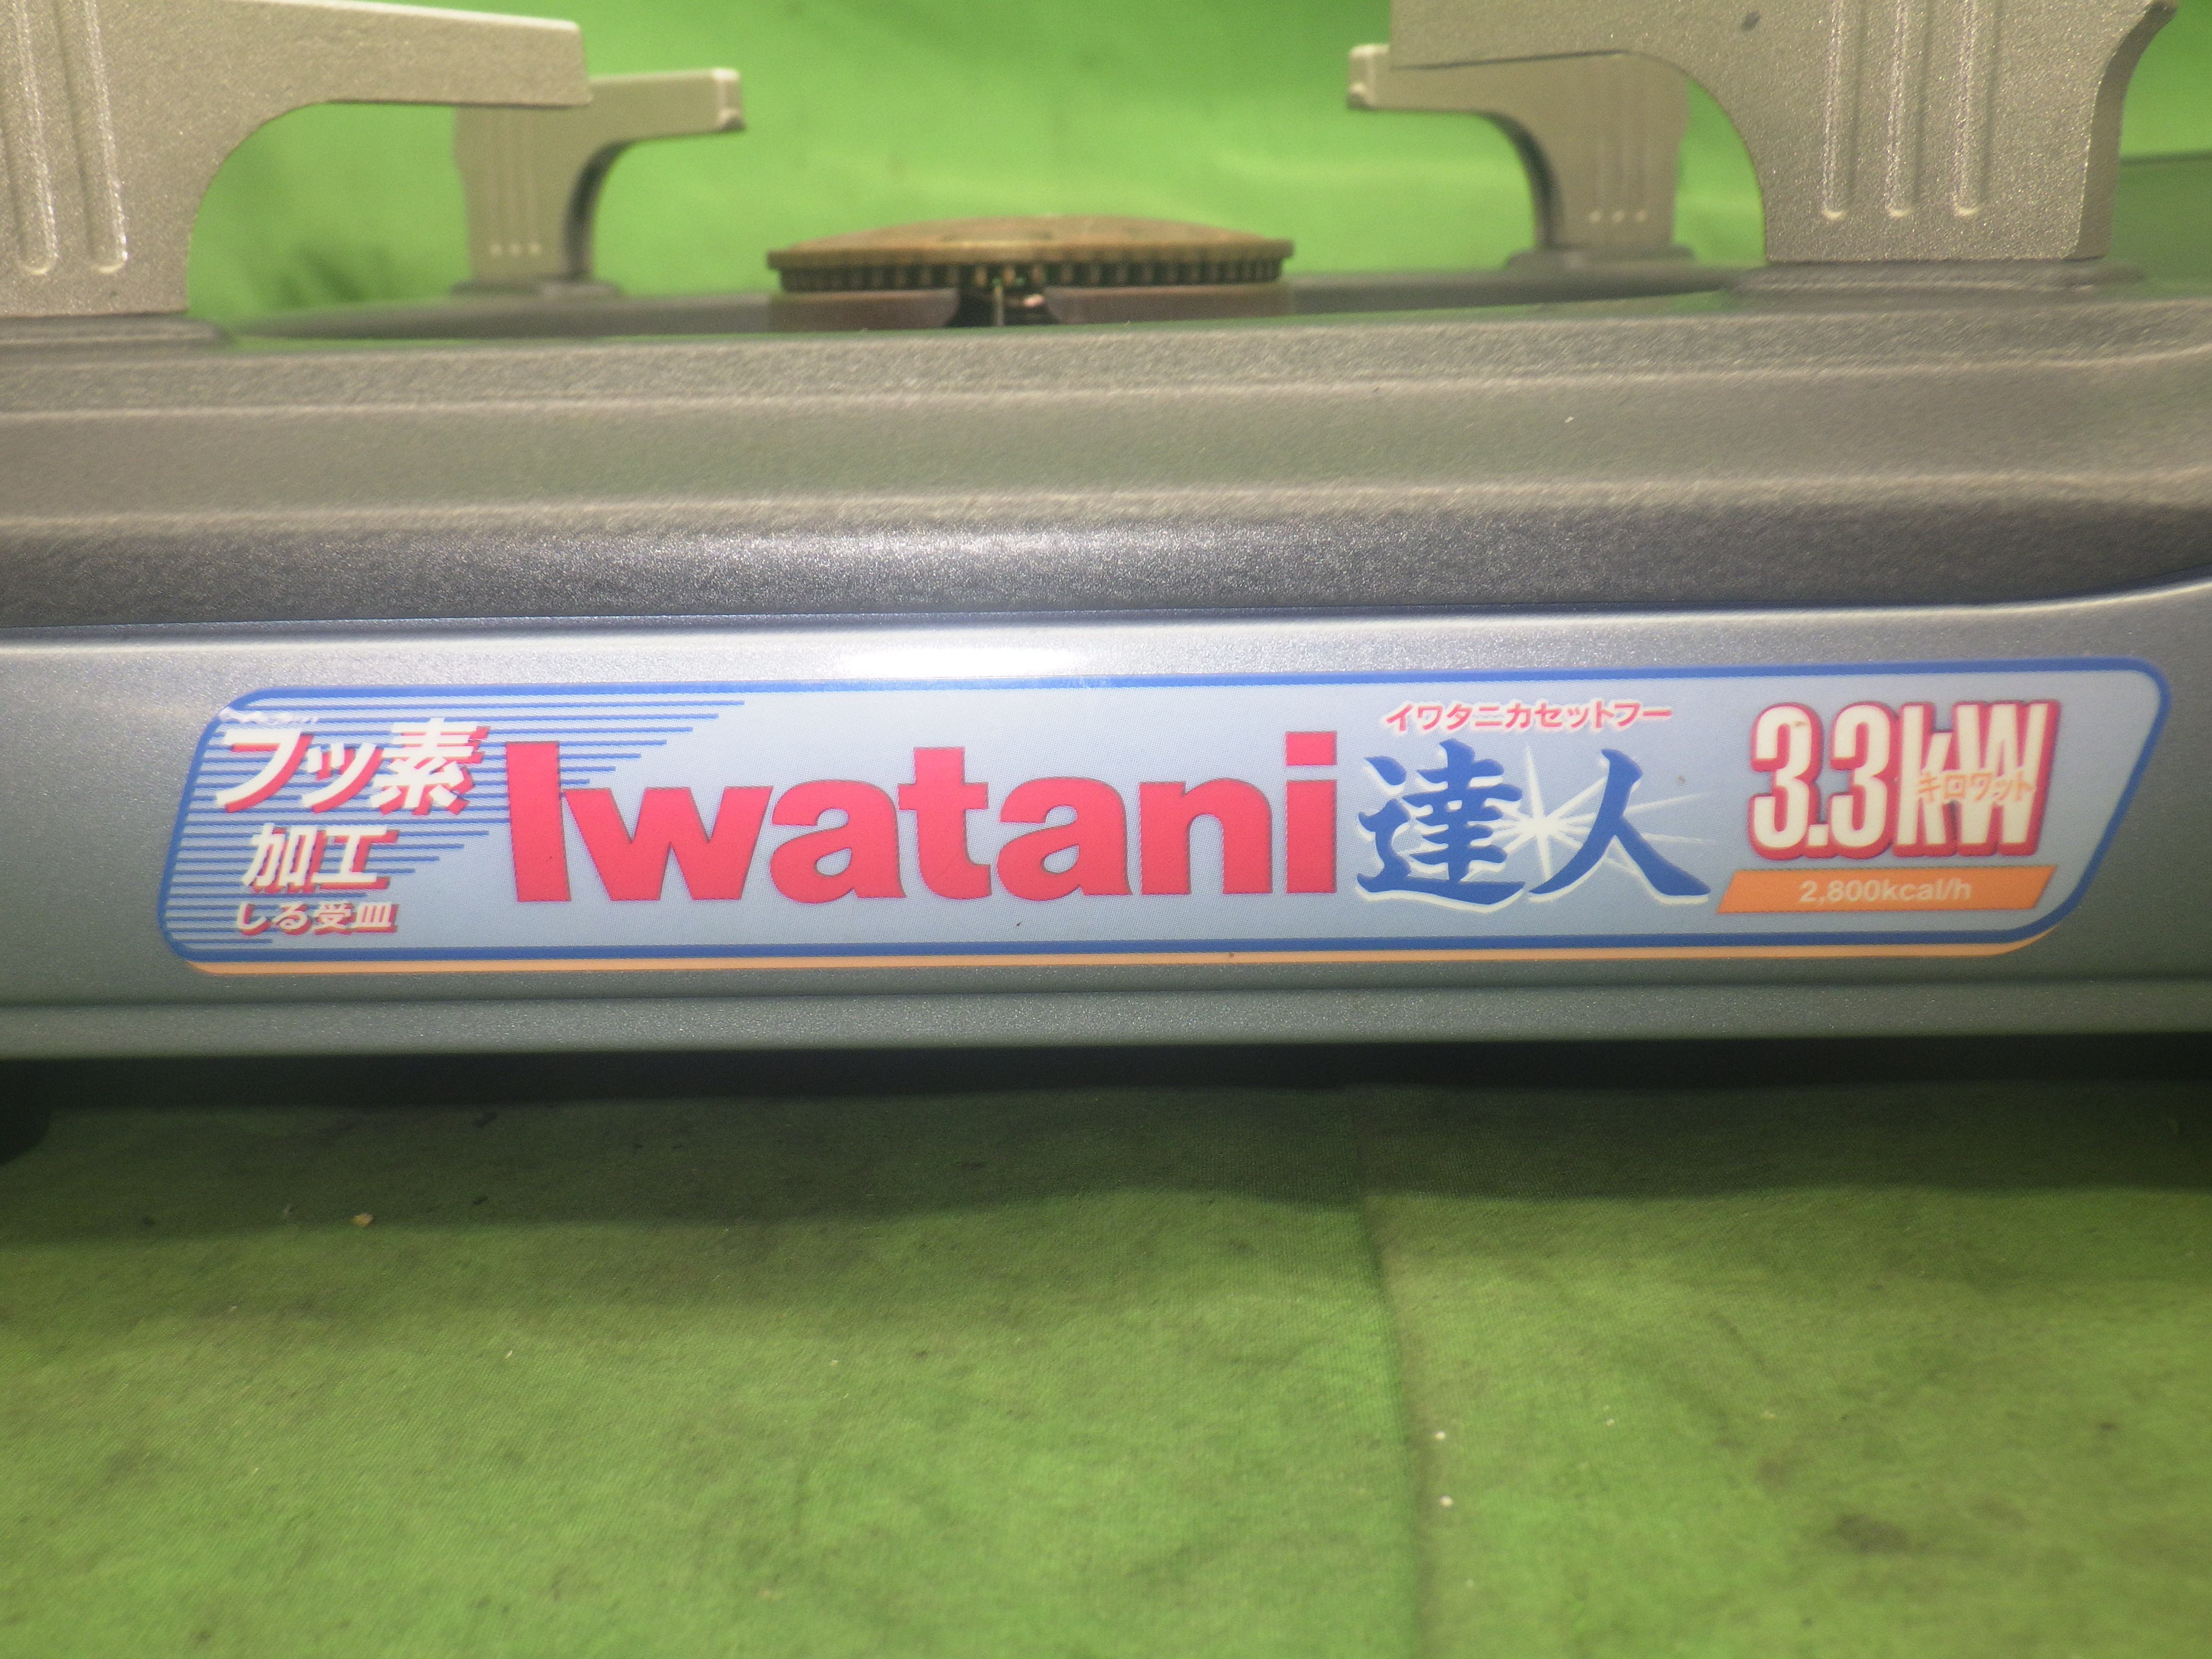 フッ素
加工
しる受皿
Iwatani
イワタニカセットフー
達人
3.3kW
キロワット
2,800kcal/h